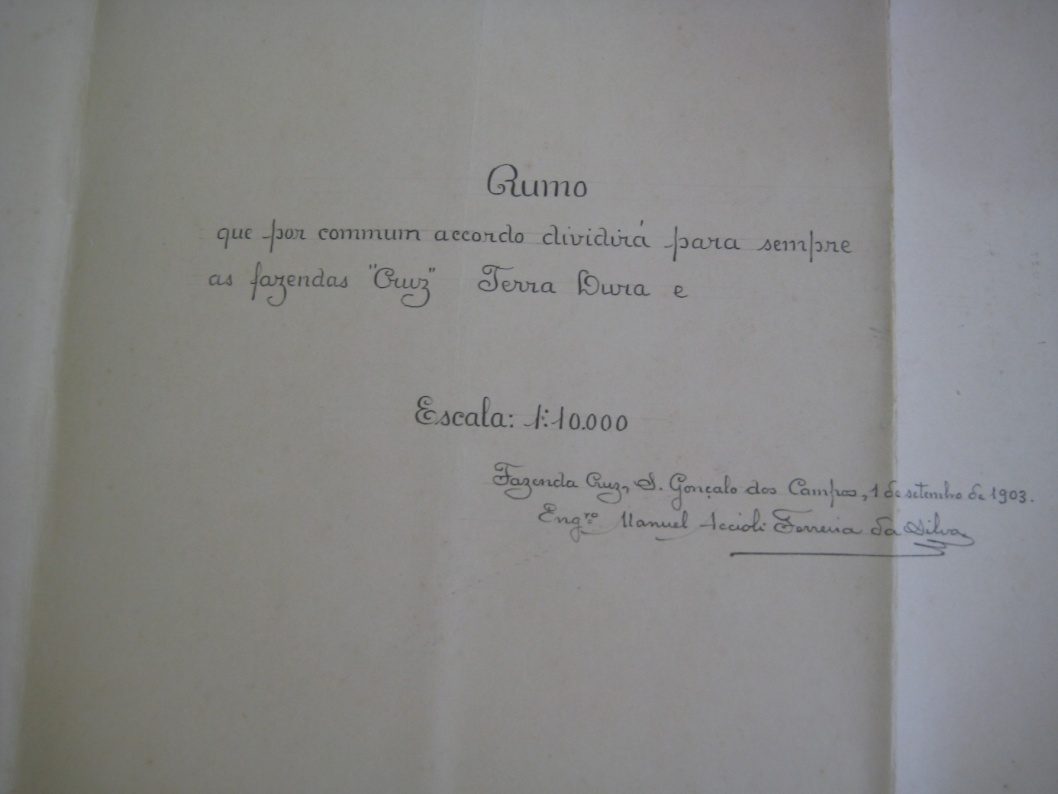 Rumo
que por commum accordo dividirá para sempre
as fazendas "Cruz" Terra Dura e
Escala: 1:10.000
Fazenda Cruz, S. Gonçalo dos Campos, 1 de setembro de 1903.
Engro Manuel Accioli Ferreira da Silva